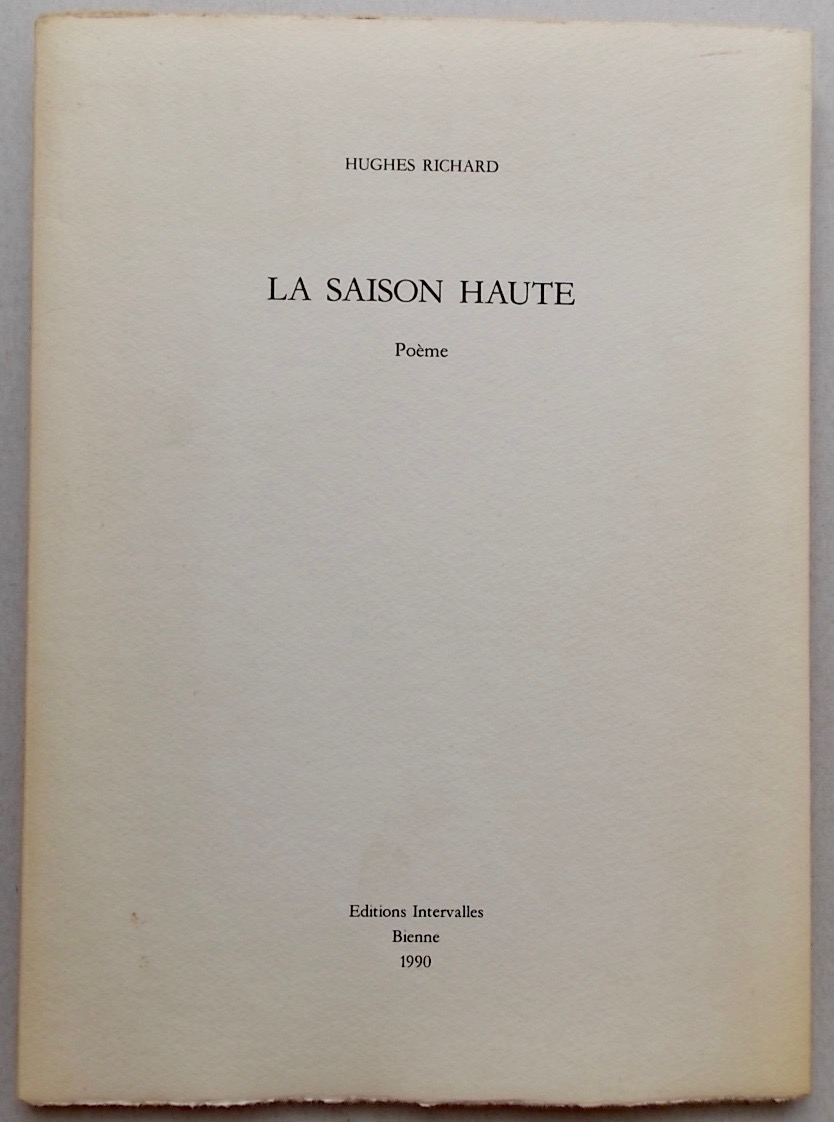 HUGHES RICHARD
LA SAISON HAUTE
Poème
Editions Intervalles
Bienne
1990